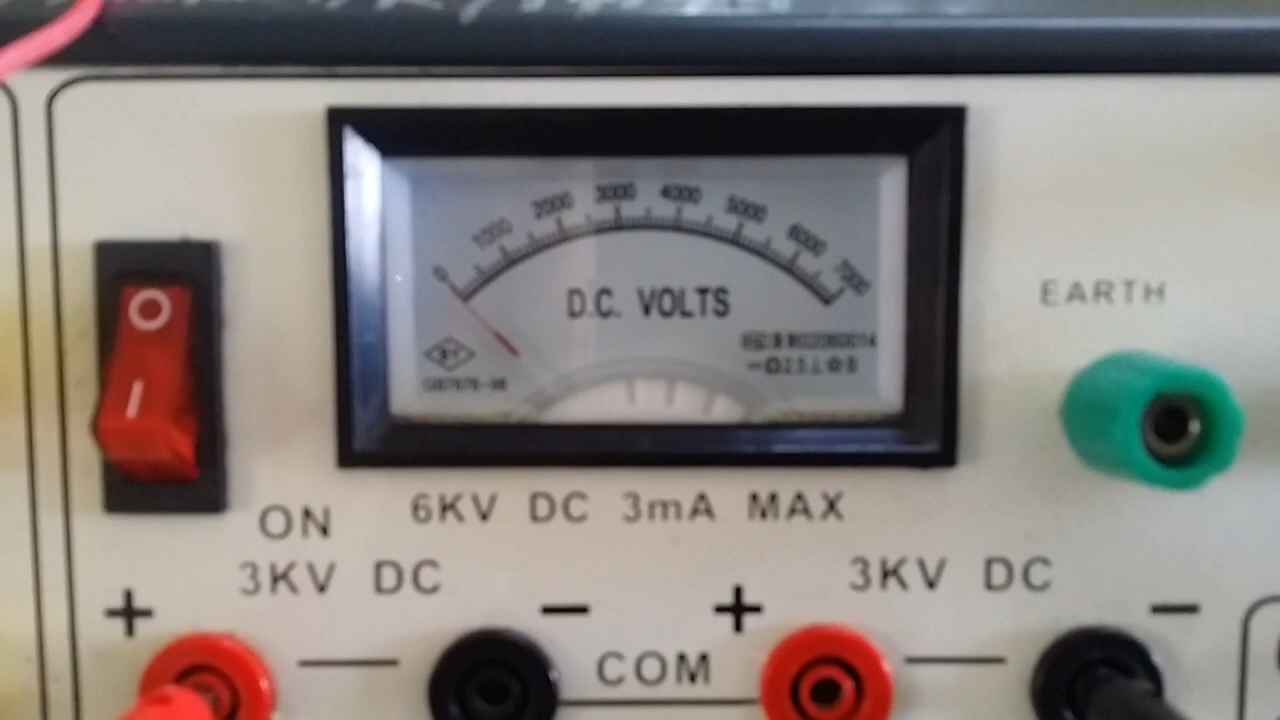 0 1000 2000 3000 4000 5000 6000 7000
D.C. VOLTS
EARTH
O
I
ON
6KV DC 3mA MAX
3KV DC
3KV DC
+ − + −
COM